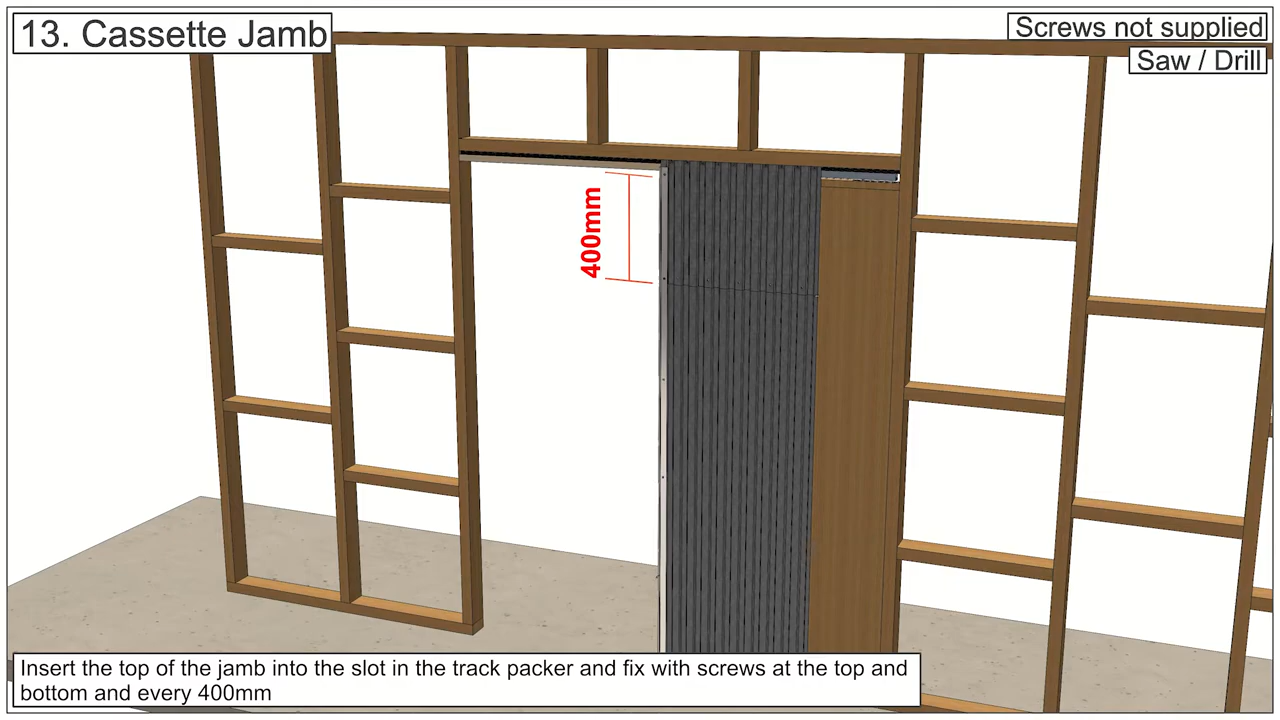 13. Cassette Jamb
Screws not supplied
Saw / Drill
400mm
Insert the top of the jamb into the slot in the track packer and fix with screws at the top and
bottom and every 400mm